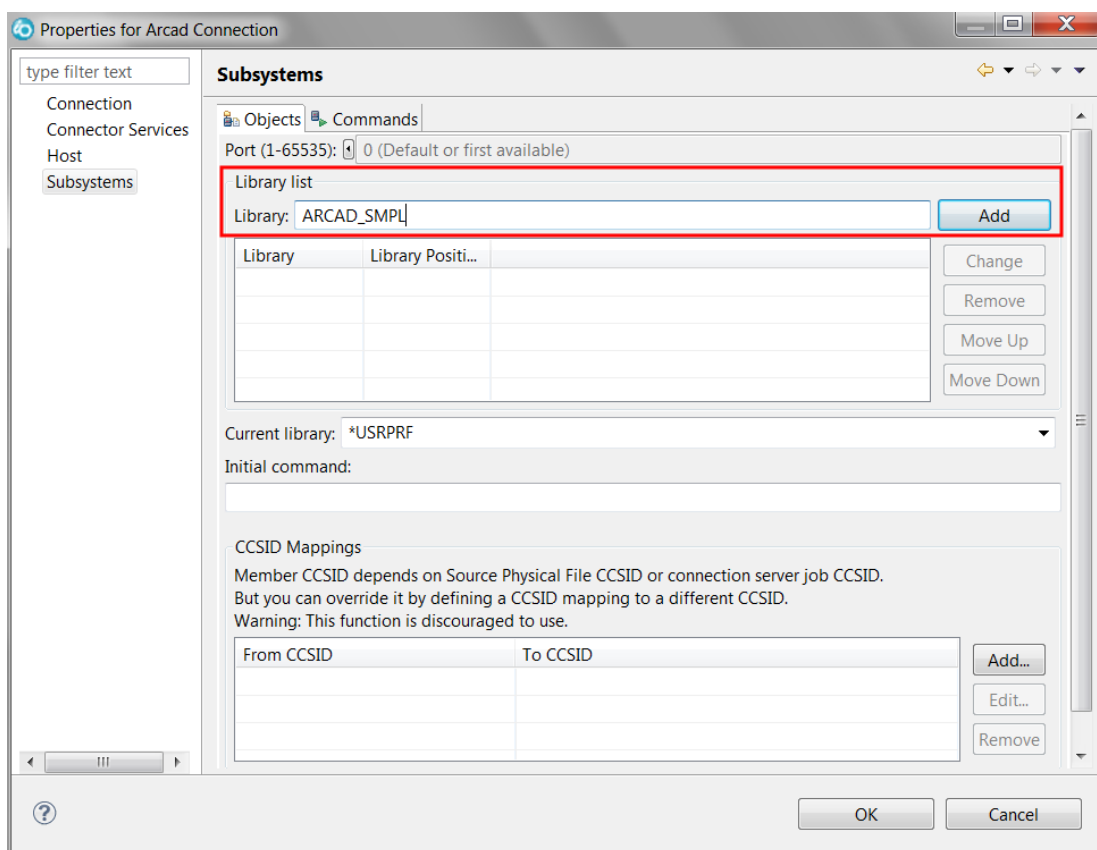 Properties for Arcad Connection
X
type filter text
Connection
Connector Services
Host
Subsystems
Subsystems
Objects Commands
Port (1-65535): 0 (Default or first available)
Library list
Library: ARCAD_SMPL Add
Library Library Positi...
Change
Remove
Move Up
Move Down
Current library: *USRPRF
Initial command:
CCSID Mappings
Member CCSID depends on Source Physical File CCSID or connection server job CCSID.
But you can override it by defining a CCSID mapping to a different CCSID.
Warning: This function is discouraged to use.
From CCSID To CCSID
Add...
Edit...
Remove
? OK Cancel